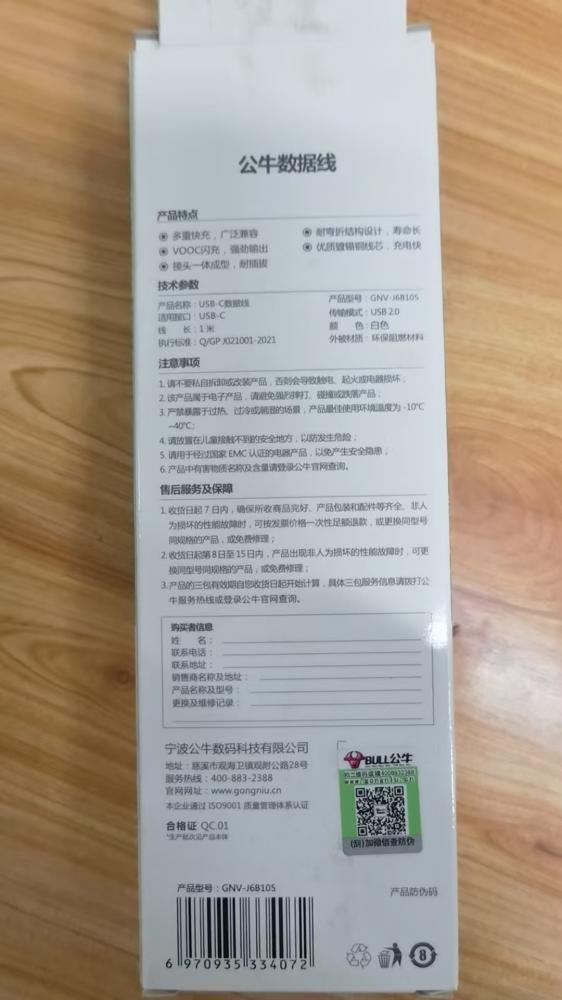 公牛数据线
产品特点
多重快充，广泛兼容
耐弯折结构设计，寿命长
VOOC闪充，强劲输出
优质镀锡铜线芯，充电快
接头一体成型，耐插拔
技术参数
产品名称：USB-C数据线
产品型号：GNV-J6B10S
适用接口：USB-C
传输模式：USB 2.0
线 长：1 米
颜 色：白色
执行标准：Q/GP J021001-2021
外被材质：环保阻燃材料
注意事项
1. 请不要私自拆卸或改装产品，否则会导致触电、起火或电器损坏；
2. 该产品属于电子产品，请避免强烈摔打、碰撞或跌落产品；
3. 严禁暴露于过热、过冷或潮湿的场景，产品最佳使用环境温度为 -10℃
~40℃；
4. 请放置在儿童接触不到的安全地方，以防发生危险；
5. 请用于经过国家 EMC 认证的电器产品，以免产生安全隐患；
6. 产品中有害物质名称及含量请登录公牛官网查询。
售后服务及保障
1. 收货日起 7 日内，确保所收商品完好、产品包装和配件等齐全、非人
为损坏的性能故障时，可按发票价格一次性足额退款，或更换同型号
同规格的产品，或免费修理；
2. 收货日起第 8 日至 15 日内，产品出现非人为损坏的性能故障时，可更
换同型号同规格的产品，或免费修理；
3. 产品的三包有效期自您收货日起开始计算，具体三包服务信息请拨打公
牛服务热线或登录公牛官网查询。
购买者信息
姓 名：
联系电话：
联系地址：
销售商名称及地址：
产品名称及型号：
更换及维修记录：
宁波公牛数码科技有限公司
地址：慈溪市观海卫镇观附公路28号
服务热线：400-883-2388
官网网址：www.gongniu.cn
本企业通过 ISO9001 质量管理体系认证
合格证 QC.01
*生产批次见产品本体
BULL公牛
(刮)加微信查防伪
产品型号：GNV-J6B10S
产品防伪码
6 970935 334072
8